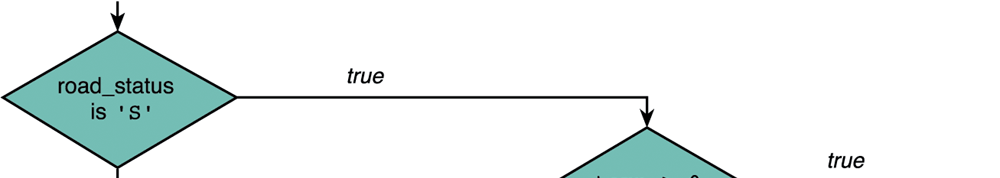 road_status
is 'S'
true
true